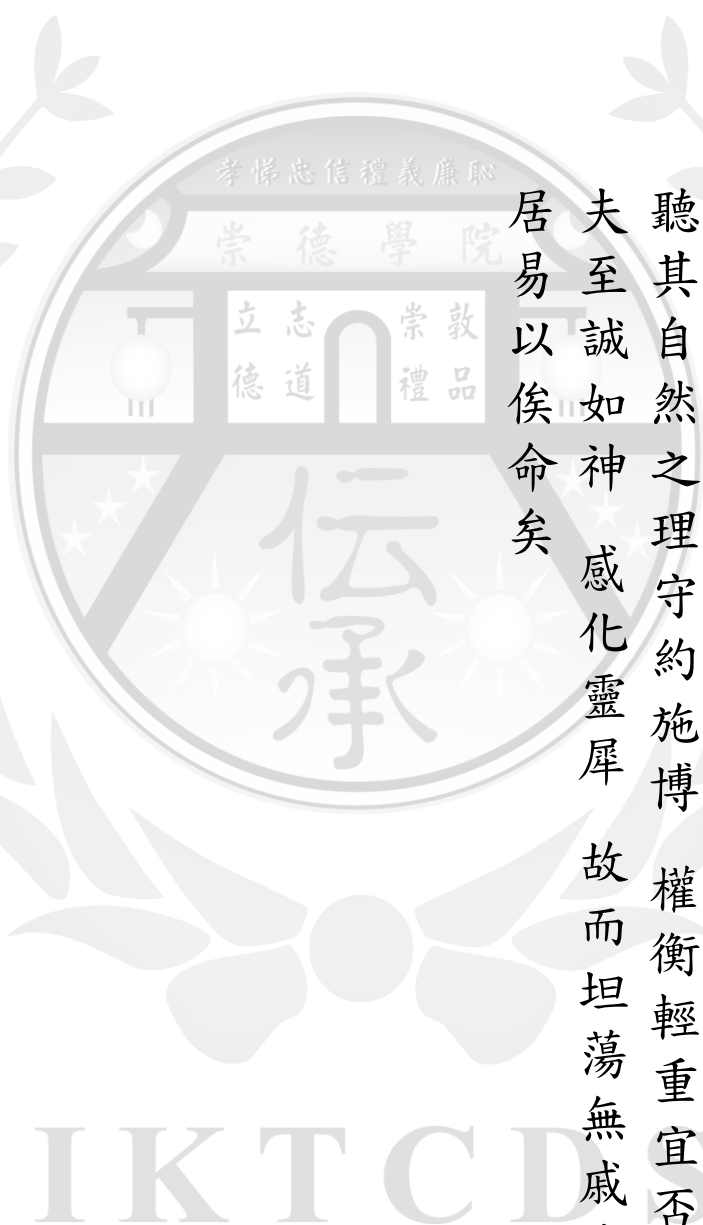 聽其自然之理守約施博 權衡輕重宜否
夫至誠如神 感化靈犀 故而坦蕩無戚
居易以俟命矣
孝悌忠信禮義廉恥
崇德學院
立志 崇敦
德道 禮品
伝承
IKTCDS